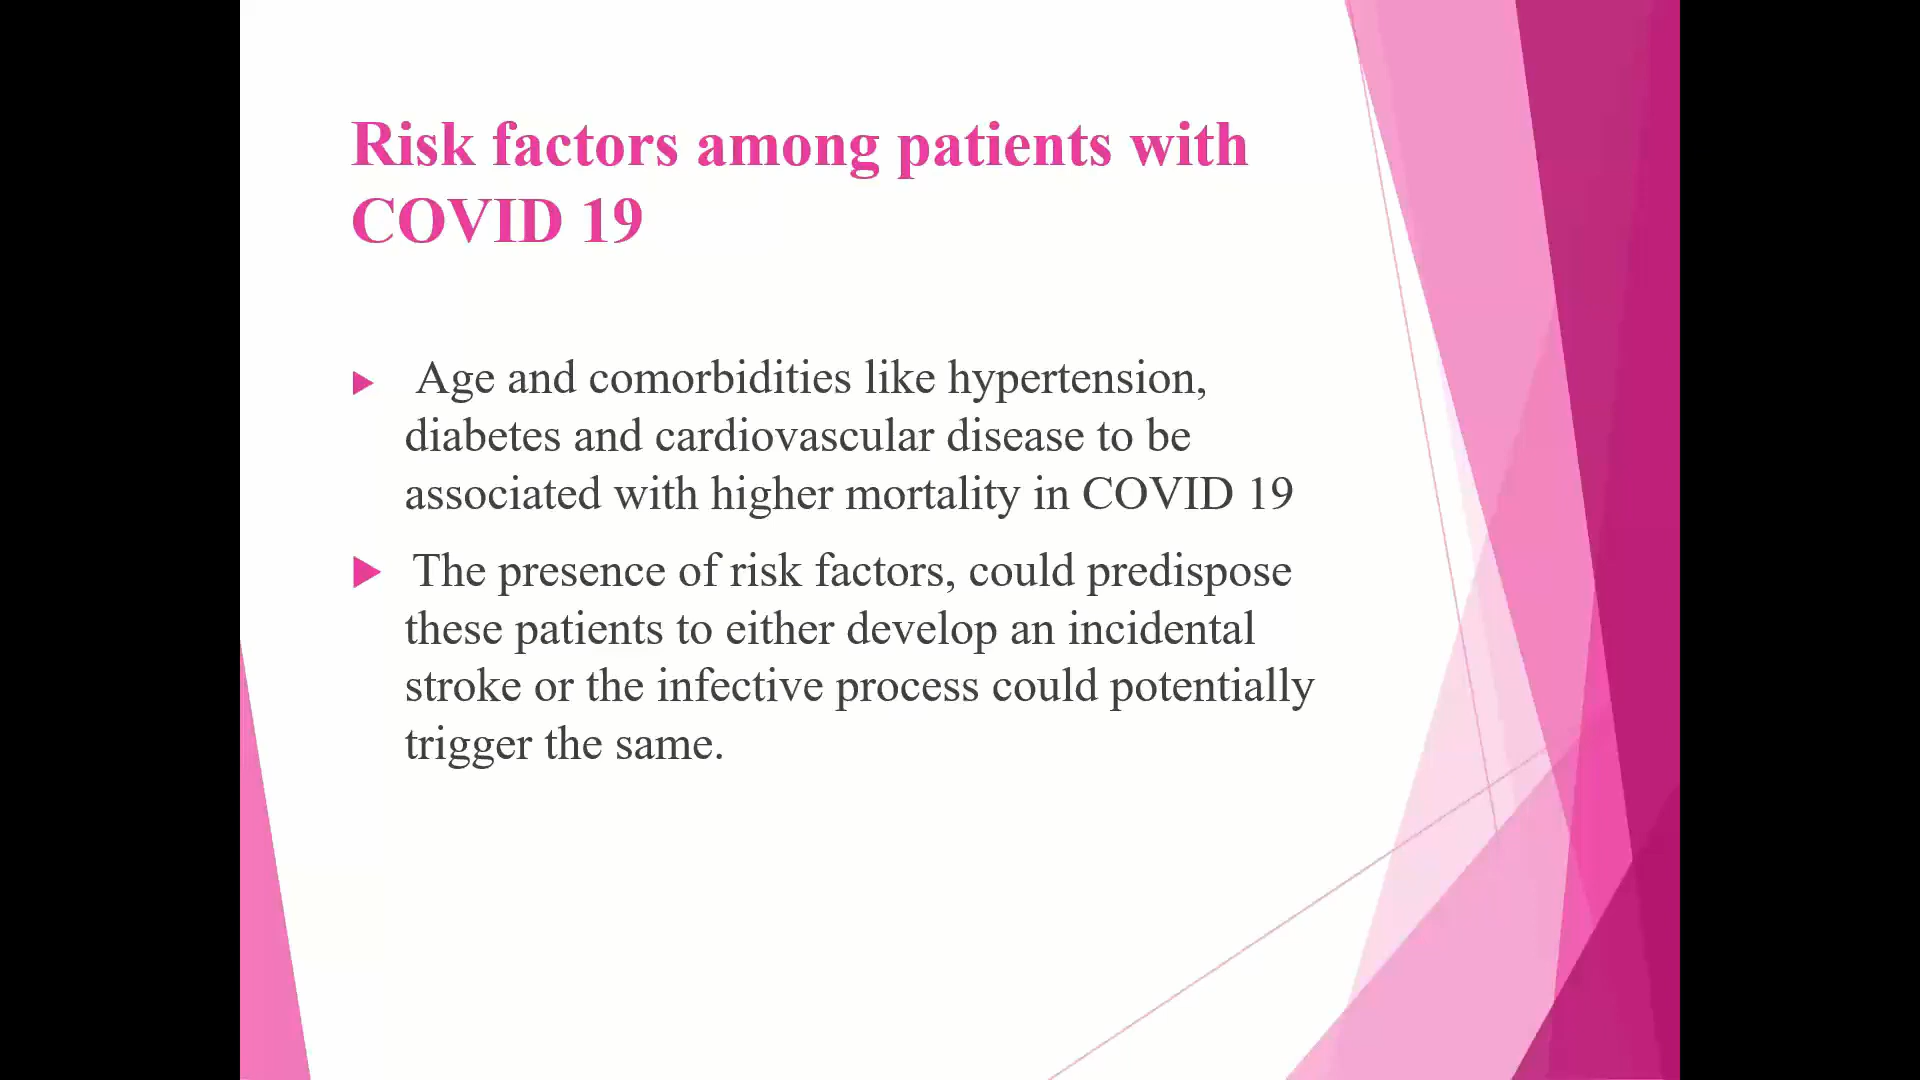 Risk factors among patients with
COVID 19
Age and comorbidities like hypertension,
diabetes and cardiovascular disease to be
associated with higher mortality in COVID 19
The presence of risk factors, could predispose
these patients to either develop an incidental
stroke or the infective process could potentially
trigger the same.